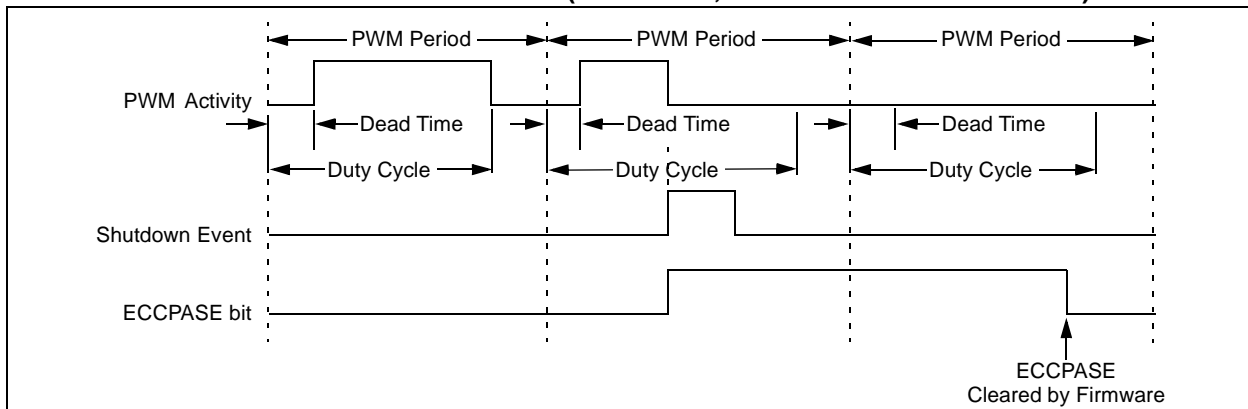 PWM Period PWM Period PWM Period
PWM Activity
Dead Time Dead Time Dead Time
Duty Cycle Duty Cycle Duty Cycle
Shutdown Event
ECCPASE bit
ECCPASE
Cleared by Firmware